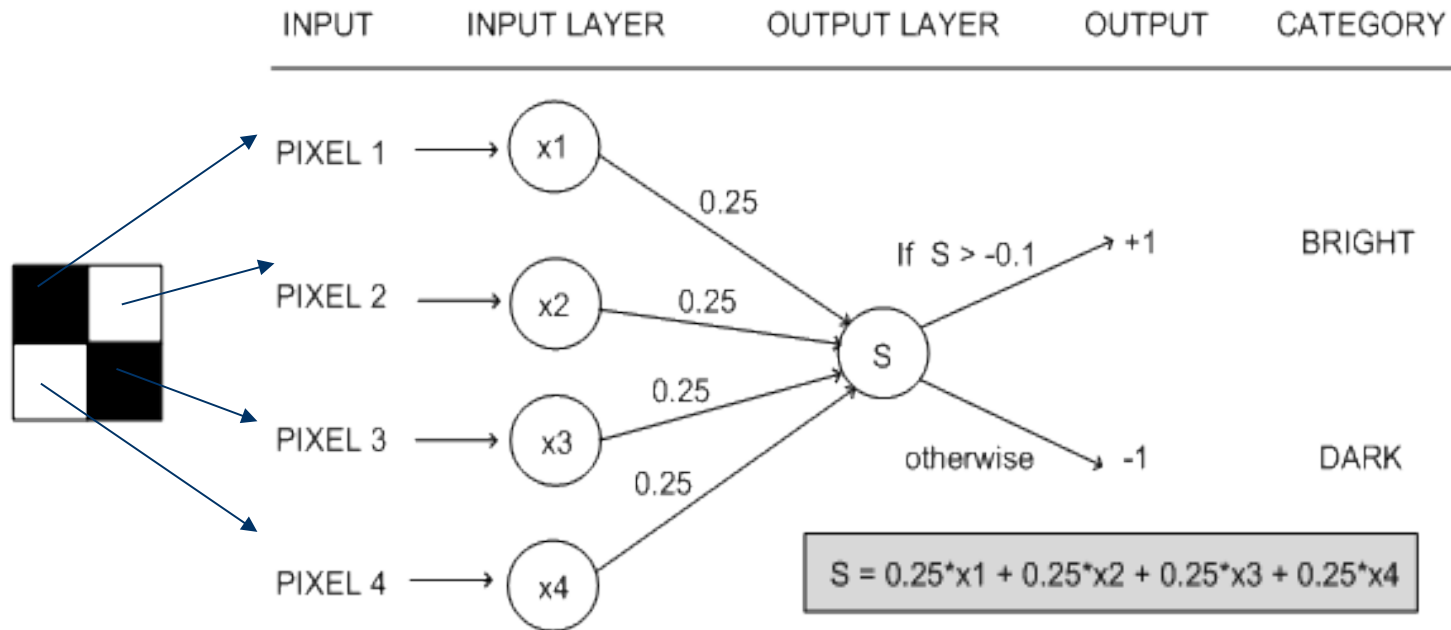 INPUT INPUT LAYER OUTPUT LAYER OUTPUT CATEGORY
PIXEL 1 x1
0.25
If S > -0.1 +1 BRIGHT
PIXEL 2 x2 0.25
S
0.25
PIXEL 3 x3
otherwise -1 DARK
0.25
PIXEL 4 x4
S = 0.25*x1 + 0.25*x2 + 0.25*x3 + 0.25*x4